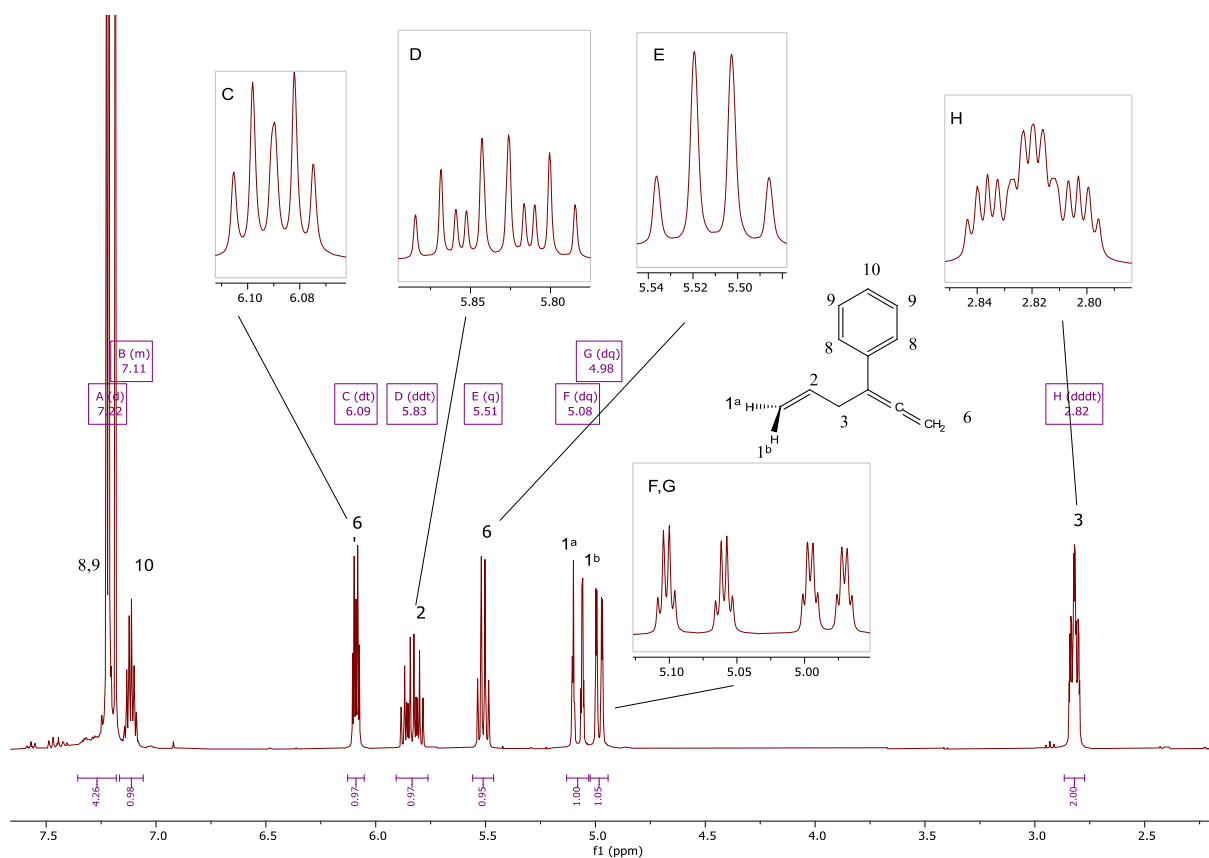 C
6.10 6.08
D
5.85 5.80
E
5.54 5.52 5.50
H
2.84 2.82 2.80
10
9 9
8 8
2
1a H
H
1b
3
CH2 6
B (m)
7.11
A (d)
7.22
C (dt)
6.09
D (ddt)
5.83
E (q)
5.51
G (dq)
4.98
F (dq)
5.08
H (dddt)
2.82
F,G
5.10 5.05 5.00
8,9
10
6
2
6
1a
1b
3
4.26
0.98
0.97
0.97
0.95
1.00
1.05
2.00
7.5 7.0 6.5 6.0 5.5 5.0 4.5 4.0 3.5 3.0 2.5
f1 (ppm)